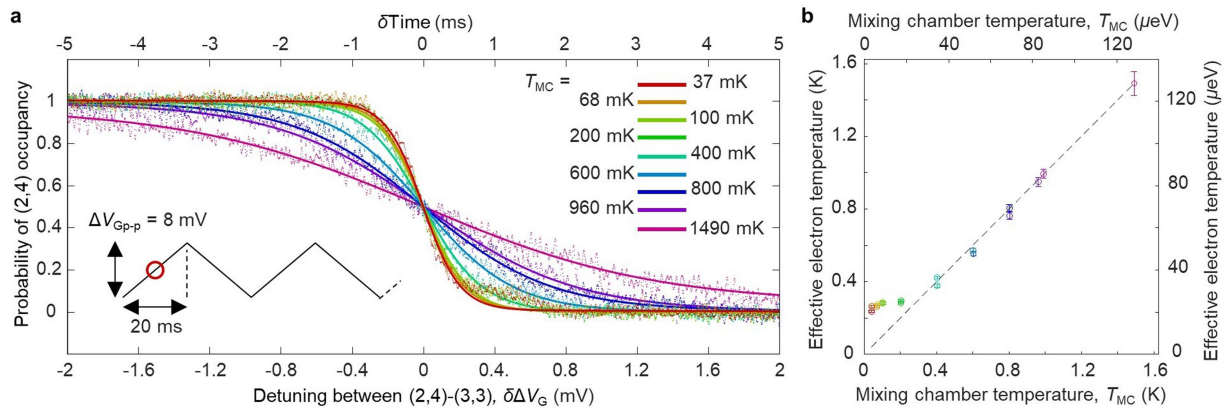 a
δTime (ms)
-5 -4 -3 -2 -1 0 1 2 3 4 5
Probability of (2,4) occupancy
1
0.8
0.6
0.4
0.2
0
T_MC =
37 mK
68 mK
100 mK
200 mK
400 mK
600 mK
800 mK
960 mK
1490 mK
ΔV_Gp-p = 8 mV
20 ms
-2 -1.6 -1.2 -0.8 -0.4 0 0.4 0.8 1.2 1.6 2
Detuning between (2,4)-(3,3), δΔV_G (mV)
b
Mixing chamber temperature, T_MC (μeV)
0 40 80 120
Effective electron temperature (K)
1.6
1.2
0.8
0.4
0
Effective electron temperature (μeV)
120
80
40
0
0 0.4 0.8 1.2 1.6
Mixing chamber temperature, T_MC (K)